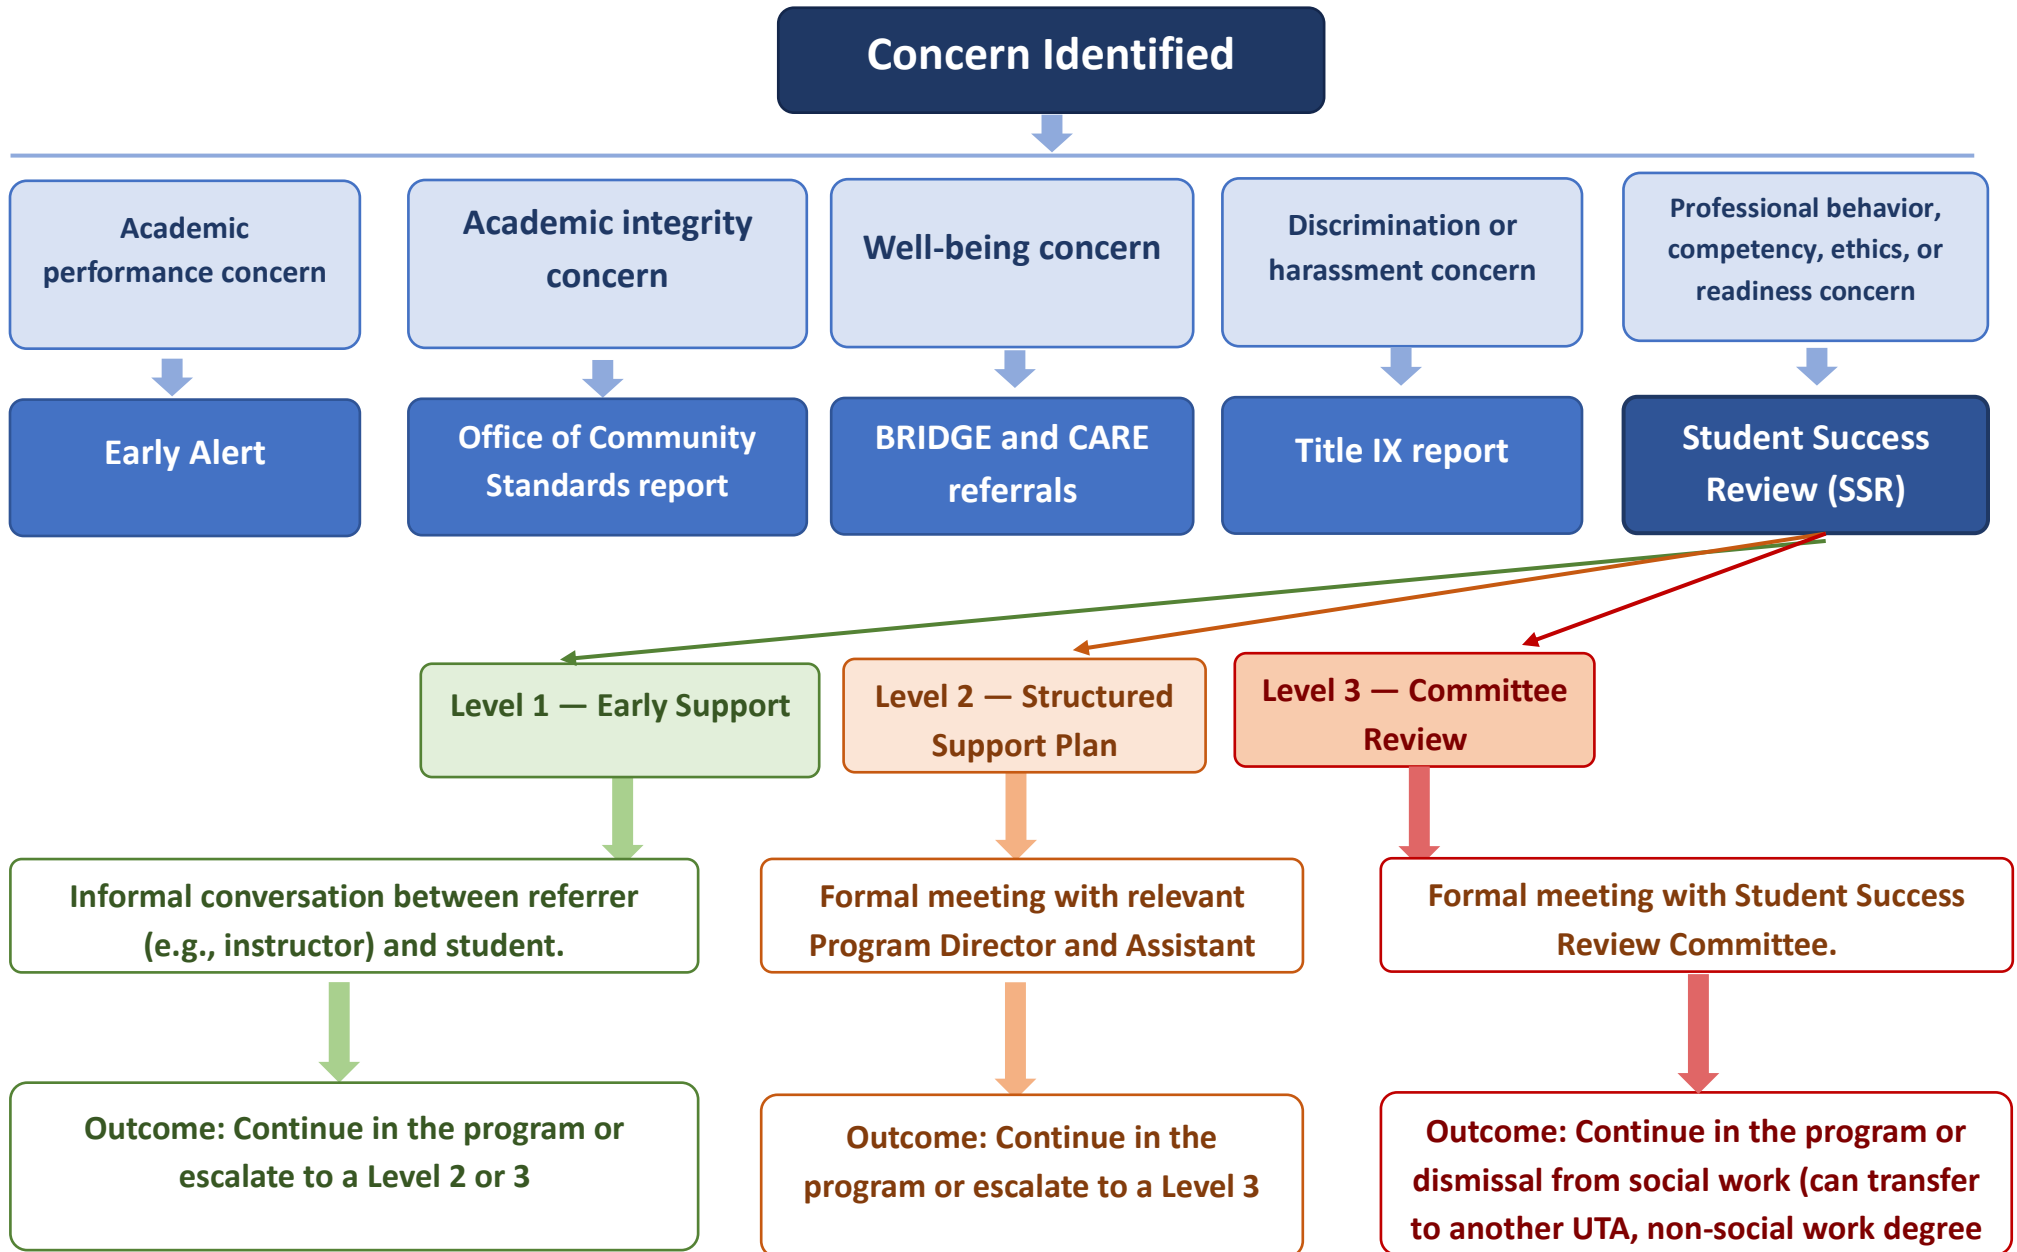 Concern Identified
Academic
performance concern
Academic integrity
concern
Well-being concern
Discrimination or
harassment concern
Professional behavior,
competency, ethics, or
readiness concern
Early Alert
Office of Community
Standards report
BRIDGE and CARE
referrals
Title IX report
Student Success
Review (SSR)
Level 1 — Early Support
Level 2 — Structured
Support Plan
Level 3 — Committee
Review
Informal conversation between referrer
(e.g., instructor) and student.
Formal meeting with relevant
Program Director and Assistant
Formal meeting with Student Success
Review Committee.
Outcome: Continue in the program or
escalate to a Level 2 or 3
Outcome: Continue in the
program or escalate to a Level 3
Outcome: Continue in the program or
dismissal from social work (can transfer
to another UTA, non-social work degree